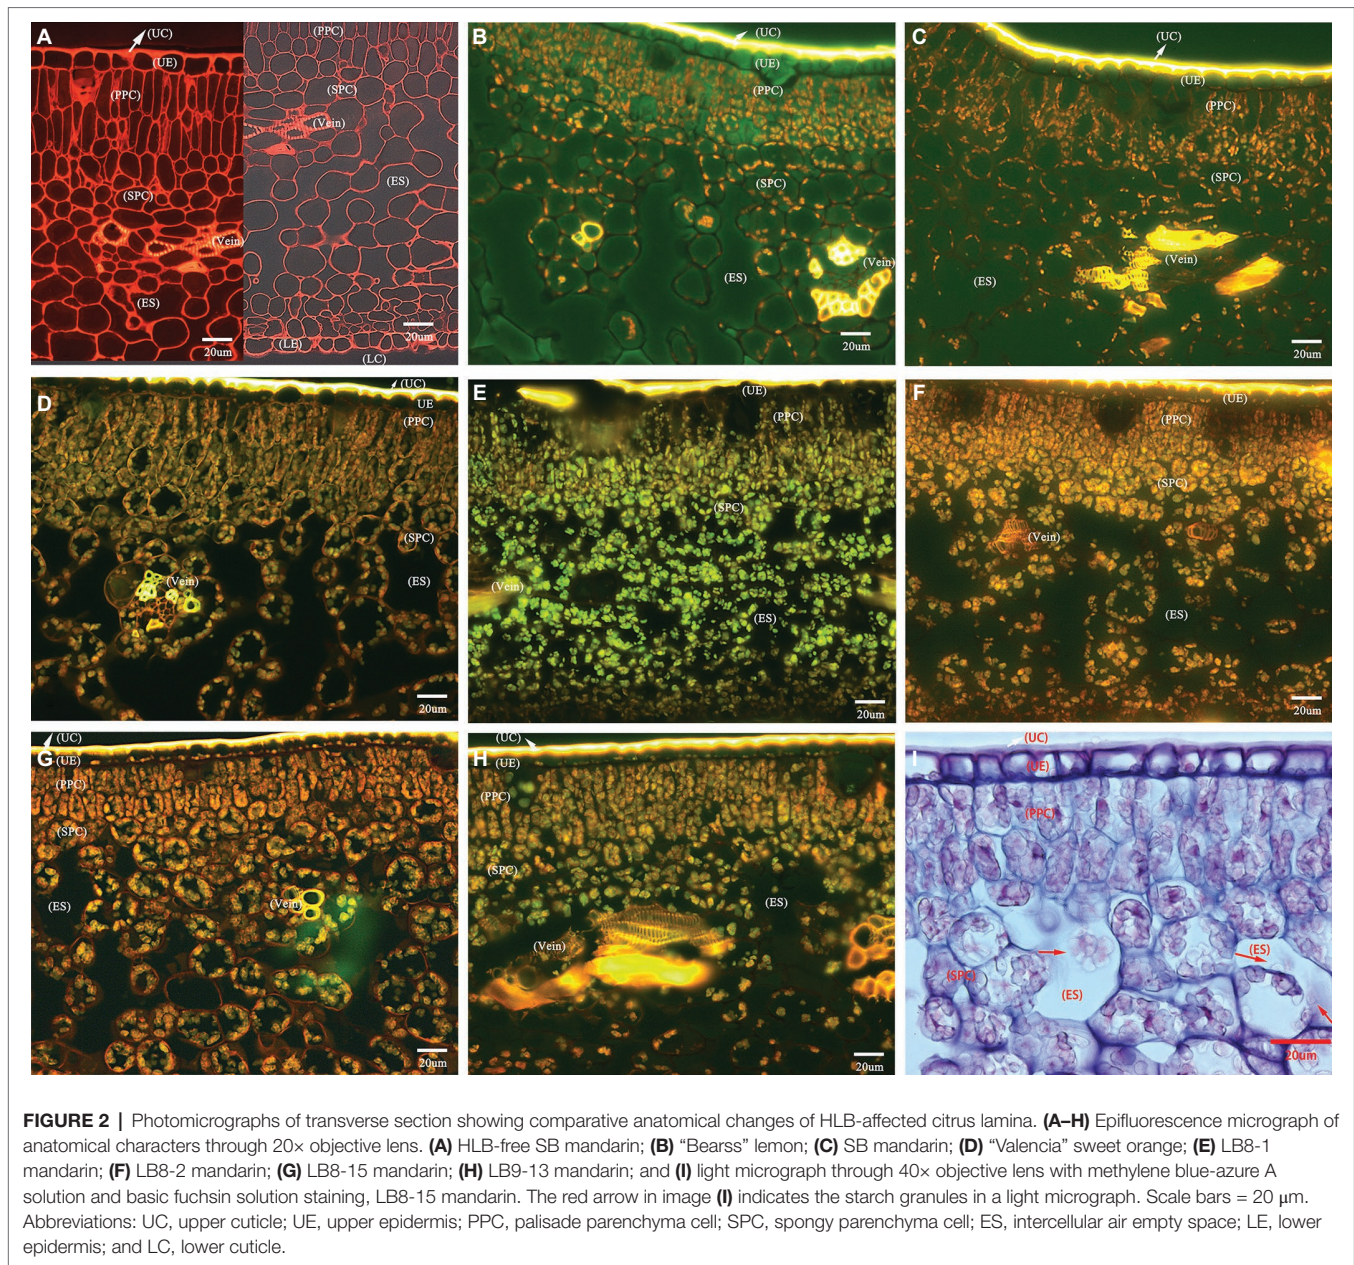 A
(UC)
(UE)
(PPC)
(SPC)
(Vein)
(ES)
20um
(PPC)
(SPC)
(Vein)
(ES)
20um
(LE)
(LC)
B
(UC)
(UE)
(PPC)
(SPC)
(Vein)
(ES)
20um
C
(UC)
(UE)
(PPC)
(SPC)
(Vein)
(ES)
20um
D
(UC)
UE
(PPC)
(SPC)
(Vein)
(ES)
20um
E
(UE)
(PPC)
(SPC)
(Vein)
(ES)
20um
F
(UE)
(PPC)
(SPC)
(Vein)
(ES)
20um
(UC)
G
(UE)
(PPC)
(SPC)
(Vein)
(ES)
20um
(UC)
H
(UE)
(PPC)
(SPC)
(ES)
(Vein)
20um
(UC)
I
(UE)
(PPC)
(ES)
(SPC)
(ES)
20um
FIGURE 2 | Photomicrographs of transverse section showing comparative anatomical changes of HLB-affected citrus lamina. (A–H) Epifluorescence micrograph of
anatomical characters through 20× objective lens. (A) HLB-free SB mandarin; (B) “Bearss” lemon; (C) SB mandarin; (D) “Valencia” sweet orange; (E) LB8-1
mandarin; (F) LB8-2 mandarin; (G) LB8-15 mandarin; (H) LB9-13 mandarin; and (I) light micrograph through 40× objective lens with methylene blue-azure A
solution and basic fuchsin solution staining, LB8-15 mandarin. The red arrow in image (I) indicates the starch granules in a light micrograph. Scale bars = 20 μm.
Abbreviations: UC, upper cuticle; UE, upper epidermis; PPC, palisade parenchyma cell; SPC, spongy parenchyma cell; ES, intercellular air empty space; LE, lower
epidermis; and LC, lower cuticle.